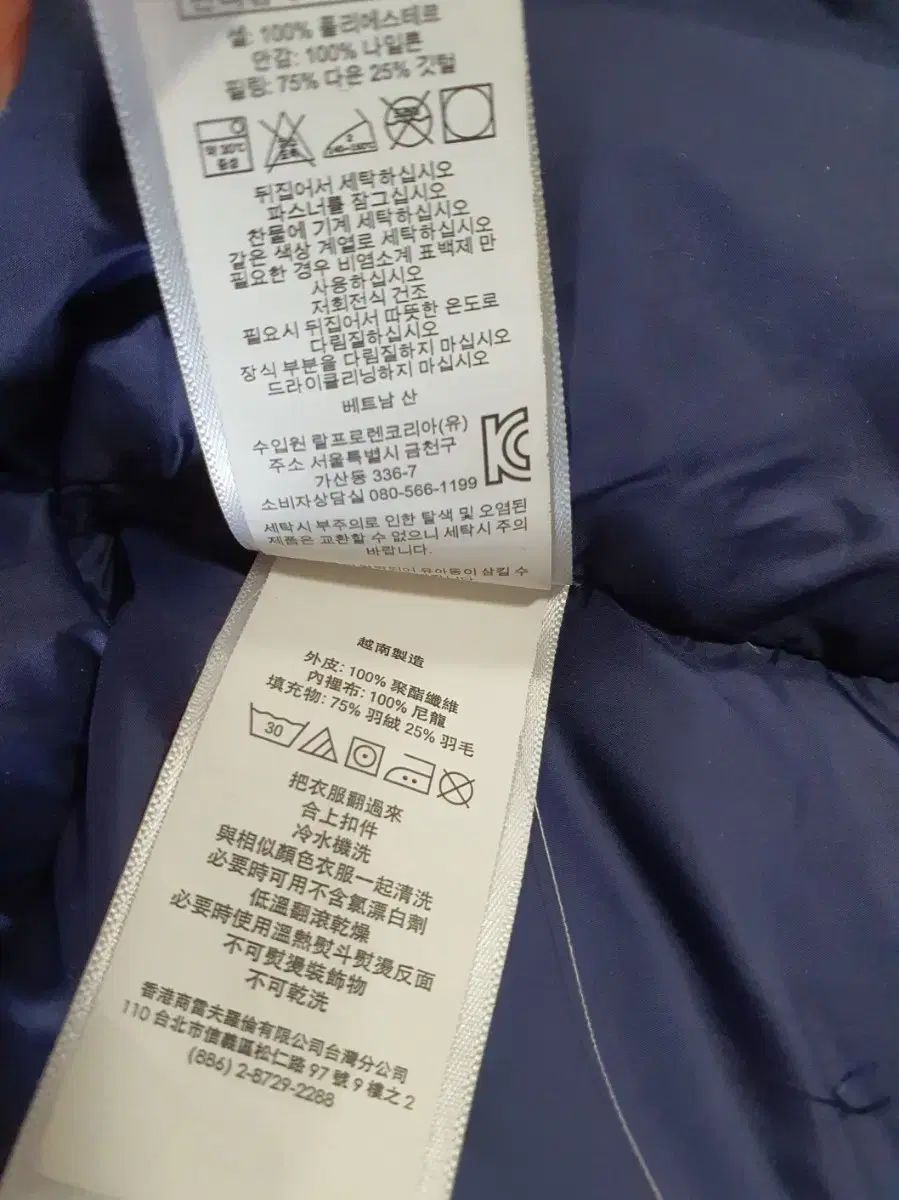 셸: 100% 폴리에스테르
안감: 100% 나일론
필링: 75% 다운 25% 깃털
약 30℃
중성
뒤집어서 세탁하십시오
파스너를 잠그십시오
찬물에 기계 세탁하십시오
같은 색상 계열로 세탁하십시오
필요한 경우 비염소계 표백제 만
사용하십시오
저회전식 건조
필요시 뒤집어서 따뜻한 온도로
다림질하십시오
장식 부분을 다림질하지 마십시오
드라이클리닝하지 마십시오
베트남 산
수입원 랄프로렌코리아(유)
주소 서울특별시 금천구
가산동 336-7
소비자상담실 080-566-1199
세탁시 부주의로 인한 탈색 및 오염된
제품은 교환할 수 없으니 세탁시 주의
바랍니다.
越南製造
外皮: 100% 聚酯纖維
內裡布: 100% 尼龍
填充物: 75% 羽絨 25% 羽毛
30
把衣服翻過來
合上扣件
冷水機洗
與相似顏色衣服一起清洗
必要時可用不含氯漂白劑
低溫翻滾乾燥
必要時使用溫熱熨斗熨燙反面
不可熨燙裝飾物
不可乾洗
香港商雷夫羅倫有限公司台灣分公司
110 台北市信義區松仁路 97 號 9 樓之 2
(886) 2-8729-2288